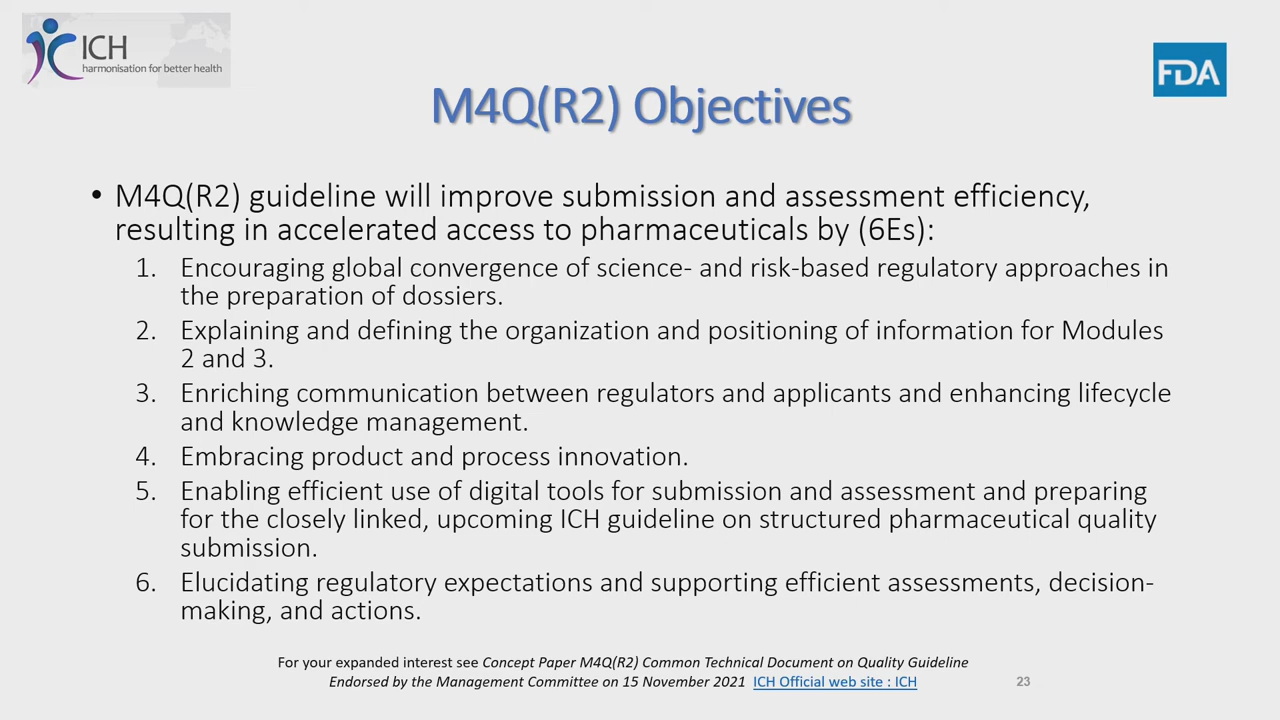 ICH
harmonisation for better health
FDA
M4Q(R2) Objectives
• M4Q(R2) guideline will improve submission and assessment efficiency,
resulting in accelerated access to pharmaceuticals by (6Es):
1. Encouraging global convergence of science- and risk-based regulatory approaches in
the preparation of dossiers.
2. Explaining and defining the organization and positioning of information for Modules
2 and 3.
3. Enriching communication between regulators and applicants and enhancing lifecycle
and knowledge management.
4. Embracing product and process innovation.
5. Enabling efficient use of digital tools for submission and assessment and preparing
for the closely linked, upcoming ICH guideline on structured pharmaceutical quality
submission.
6. Elucidating regulatory expectations and supporting efficient assessments, decision-
making, and actions.
For your expanded interest see Concept Paper M4Q(R2) Common Technical Document on Quality Guideline
Endorsed by the Management Committee on 15 November 2021 ICH Official web site : ICH
23